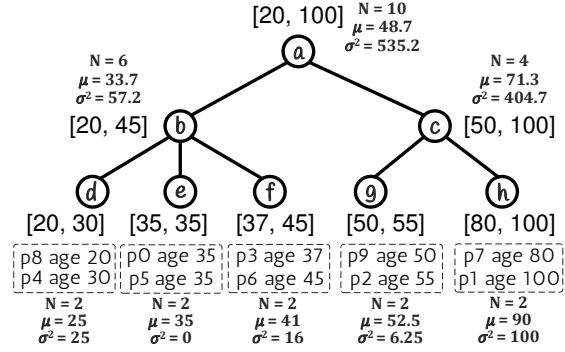 [20, 100]
N = 10
μ = 48.7
σ² = 535.2
a
N = 6
μ = 33.7
σ² = 57.2
[20, 45]
b
N = 4
μ = 71.3
σ² = 404.7
c
[50, 100]
d
e
f
g
h
[20, 30]
[35, 35]
[37, 45]
[50, 55]
[80, 100]
p8 age 20
p4 age 30
p0 age 35
p5 age 35
p3 age 37
p6 age 45
p9 age 50
p2 age 55
p7 age 80
p1 age 100
N = 2
μ = 25
σ² = 25
N = 2
μ = 35
σ² = 0
N = 2
μ = 41
σ² = 16
N = 2
μ = 52.5
σ² = 6.25
N = 2
μ = 90
σ² = 100